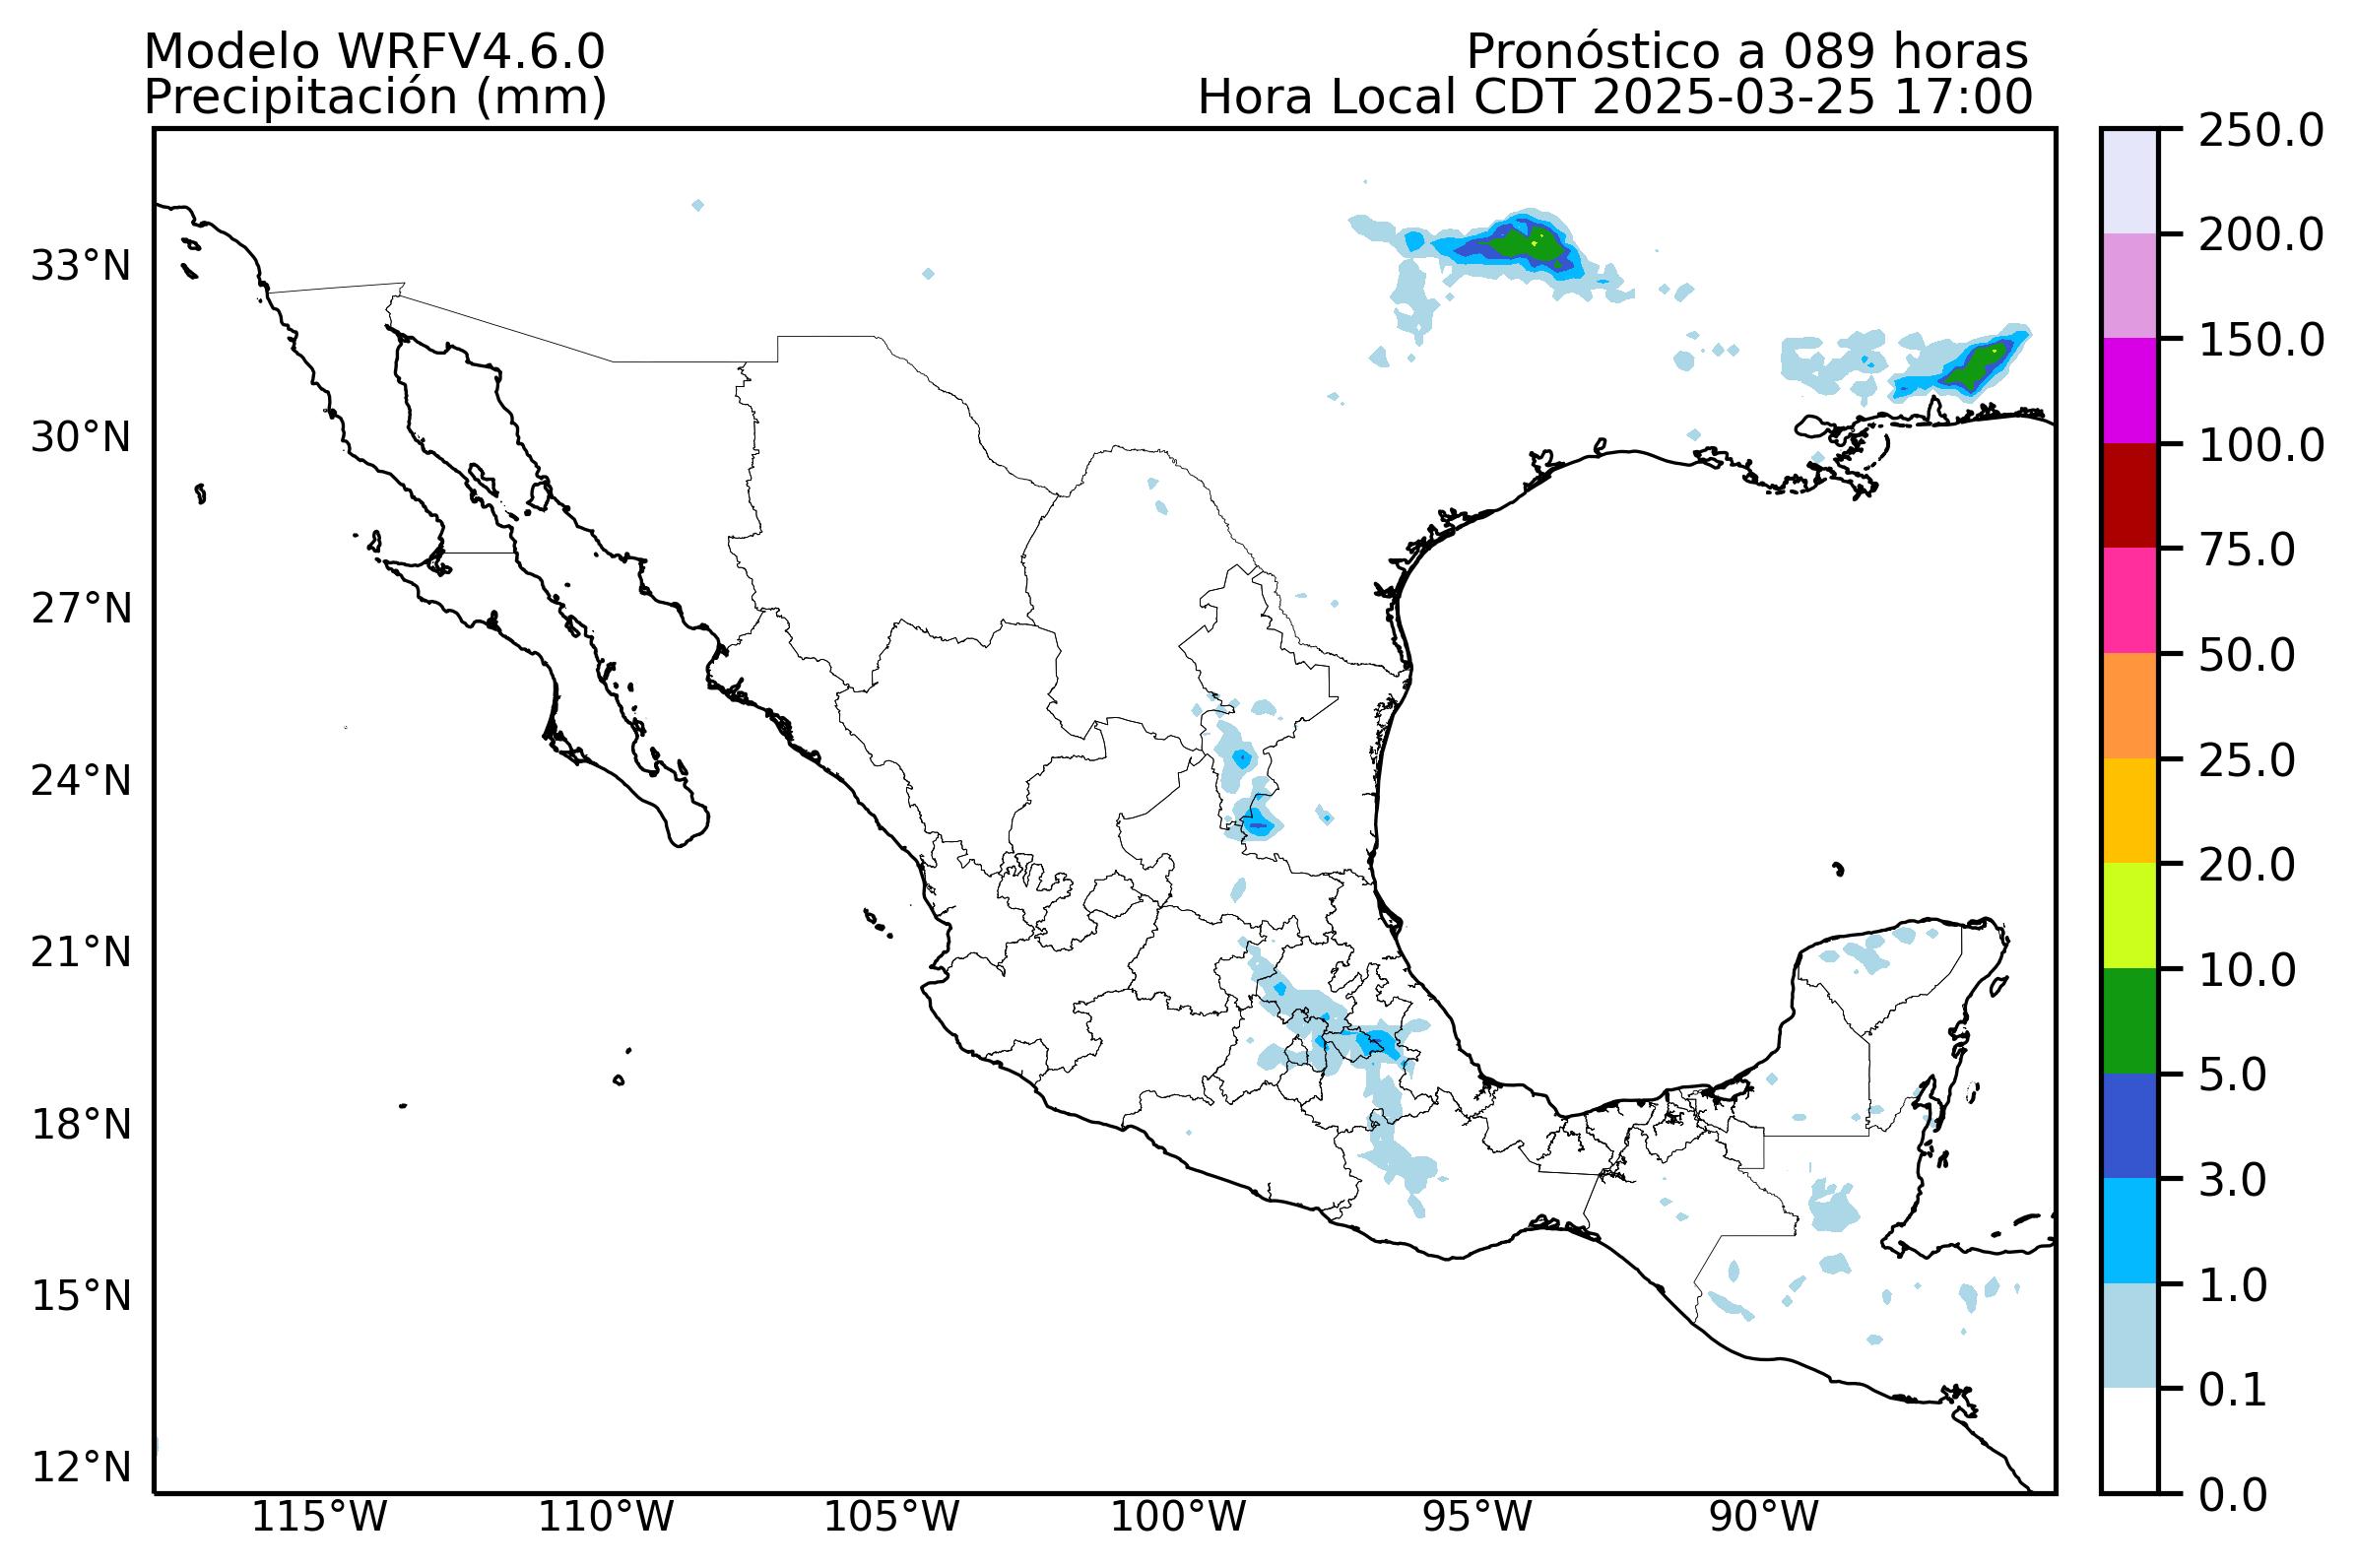 Modelo WRFV4.6.0
Precipitación (mm)
Pronóstico a 089 horas
Hora Local CDT 2025-03-25 17:00
33°N
30°N
27°N
24°N
21°N
18°N
15°N
12°N
115°W
110°W
105°W
100°W
95°W
90°W
250.0
200.0
150.0
100.0
75.0
50.0
25.0
20.0
10.0
5.0
3.0
1.0
0.1
0.0